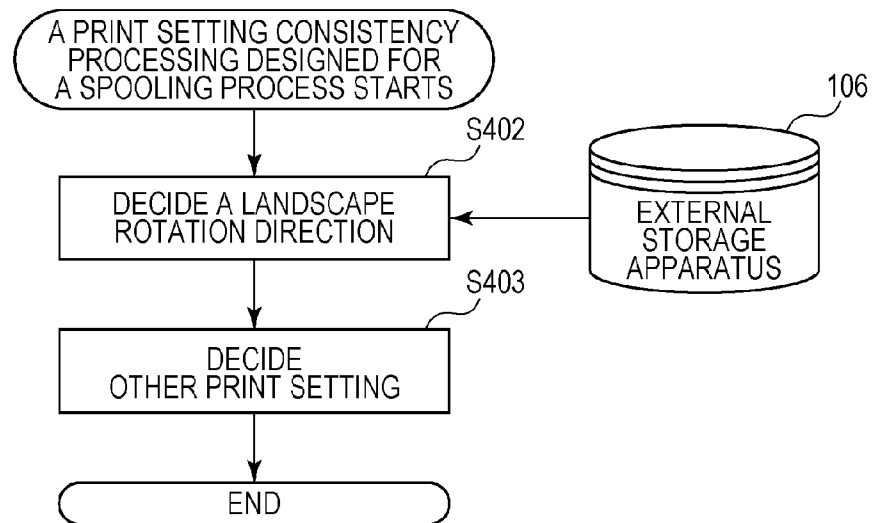 A PRINT SETTING CONSISTENCY
PROCESSING DESIGNED FOR
A SPOOLING PROCESS STARTS
S402
DECIDE A LANDSCAPE
ROTATION DIRECTION
106
EXTERNAL
STORAGE
APPARATUS
S403
DECIDE
OTHER PRINT SETTING
END